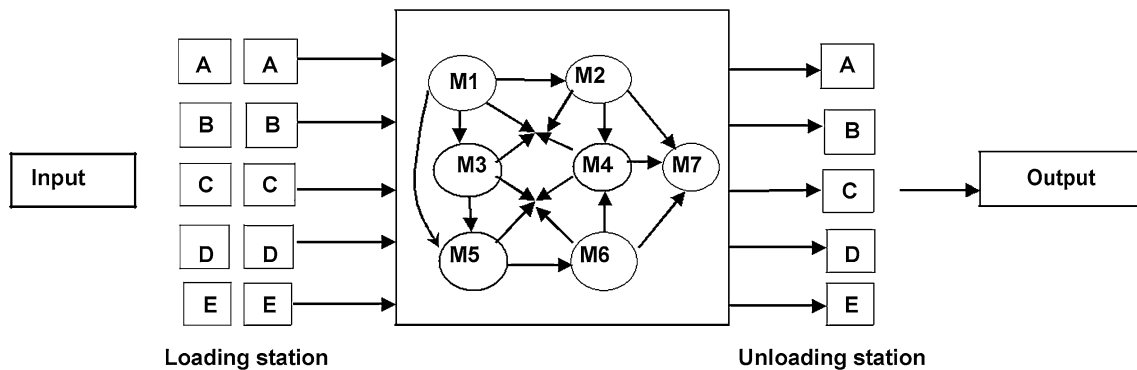 Input
A A
B B
C C
D D
E E
Loading station
M1 M2
M3 M4 M7
M5 M6
A
B
C
D
E
Unloading station
Output